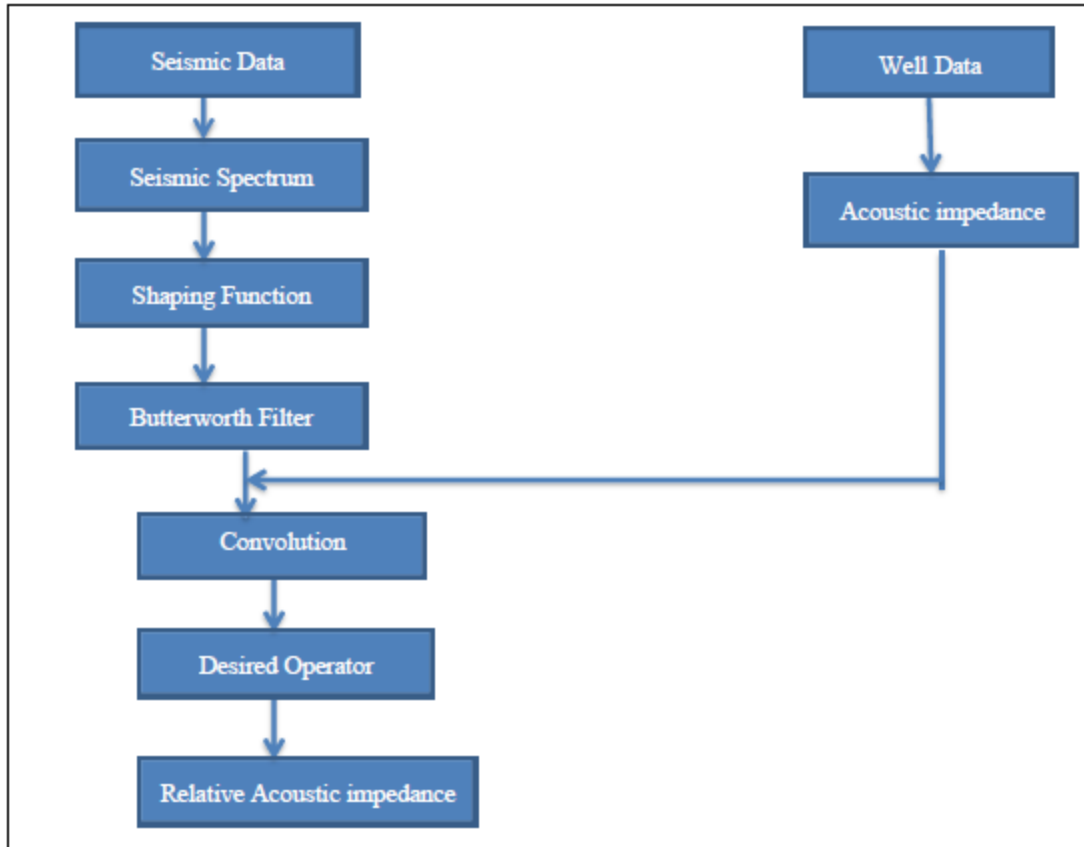 Seismic Data
Well Data
Seismic Spectrum
Acoustic impedance
Shaping Function
Butterworth Filter
Convolution
Desired Operator
Relative Acoustic impedance